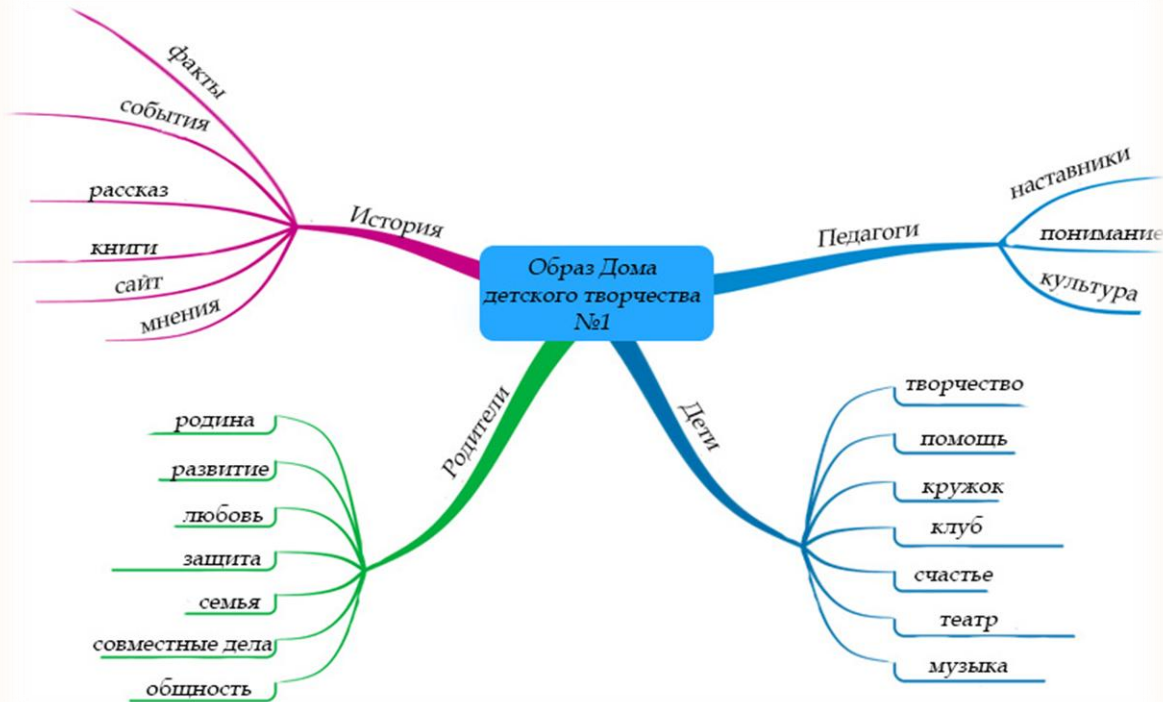 факты
события
рассказ
книги
сайт
мнения
История
Образ Дома
детского творчества
№1
Педагоги
наставники
понимание
культура
Родители
родина
развитие
любовь
защита
семья
совместные дела
общность
Дети
творчество
помощь
кружок
клуб
счастье
театр
музыка